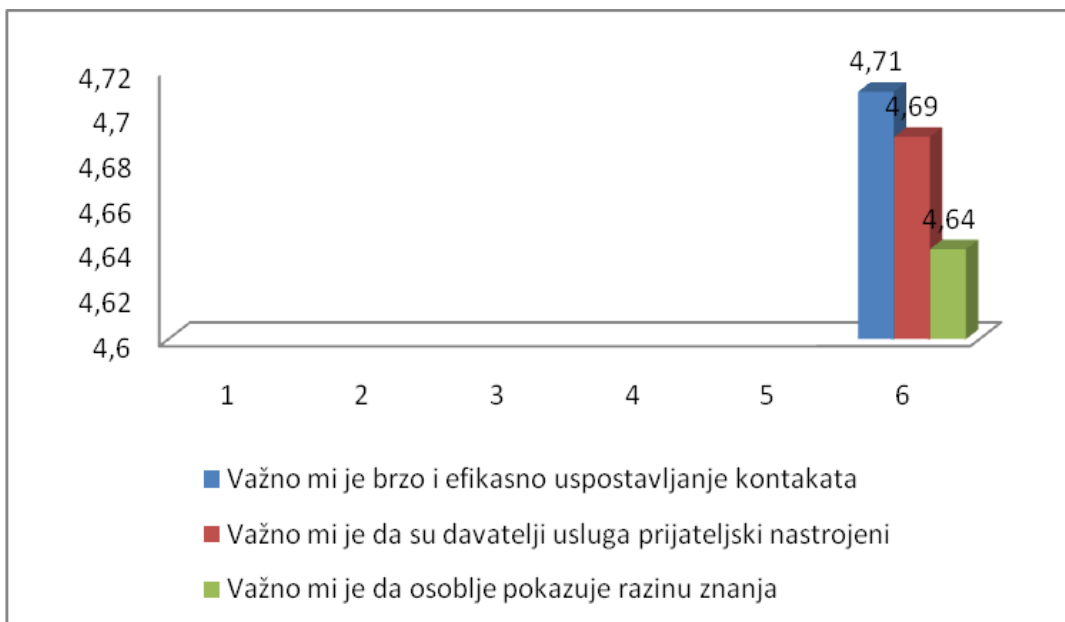 4,72
4,7
4,68
4,66
4,64
4,62
4,6
4,71
4,69
4,64
1 2 3 4 5 6
Važno mi je brzo i efikasno uspostavljanje kontakata
Važno mi je da su davatelji usluga prijateljski nastrojeni
Važno mi je da osoblje pokazuje razinu znanja